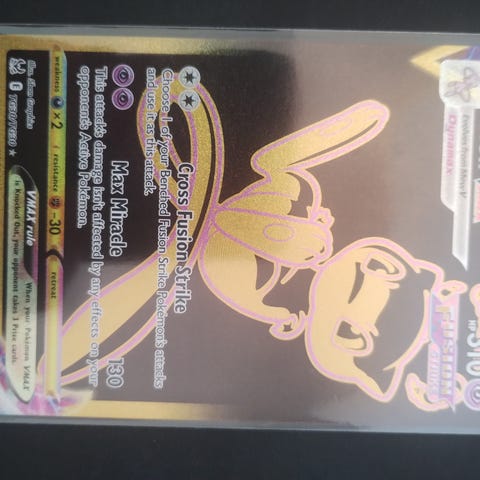 Evolves from Mew V
Dynamax
HP 310
FUSION
STRIKE
Cross Fusion Strike
Choose 1 of your Benched Fusion Strike Pokémon's attacks
and use it as this attack.
Max Miracle 130
This attack's damage isn't affected by any effects on your
opponent's Active Pokémon.
weakness ×2 resistance -30 retreat
VMAX rule
When your Pokémon VMAX
is Knocked Out, your opponent takes 3 Prize cards.